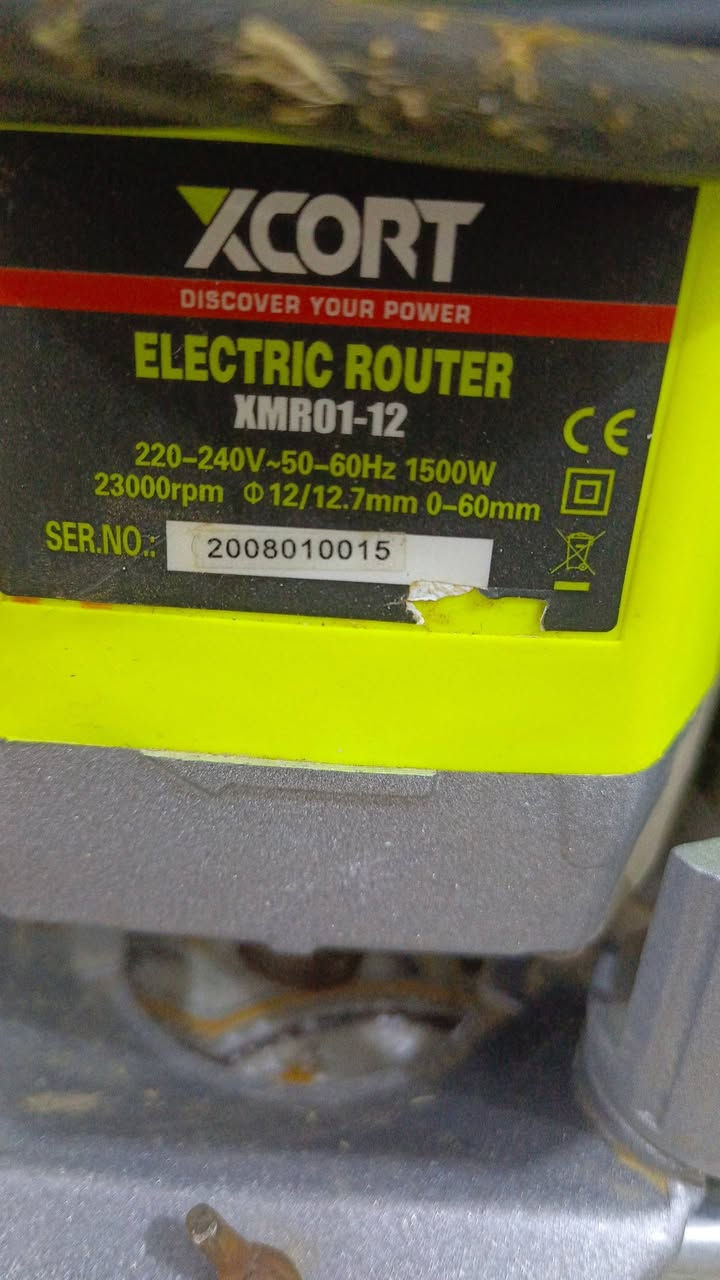 XCORT
DISCOVER YOUR POWER
ELECTRIC ROUTER
XMR01-12
220-240V~50-60Hz 1500W
23000rpm Φ12/12.7mm 0-60mm
CE
SER.NO.: 2008010015